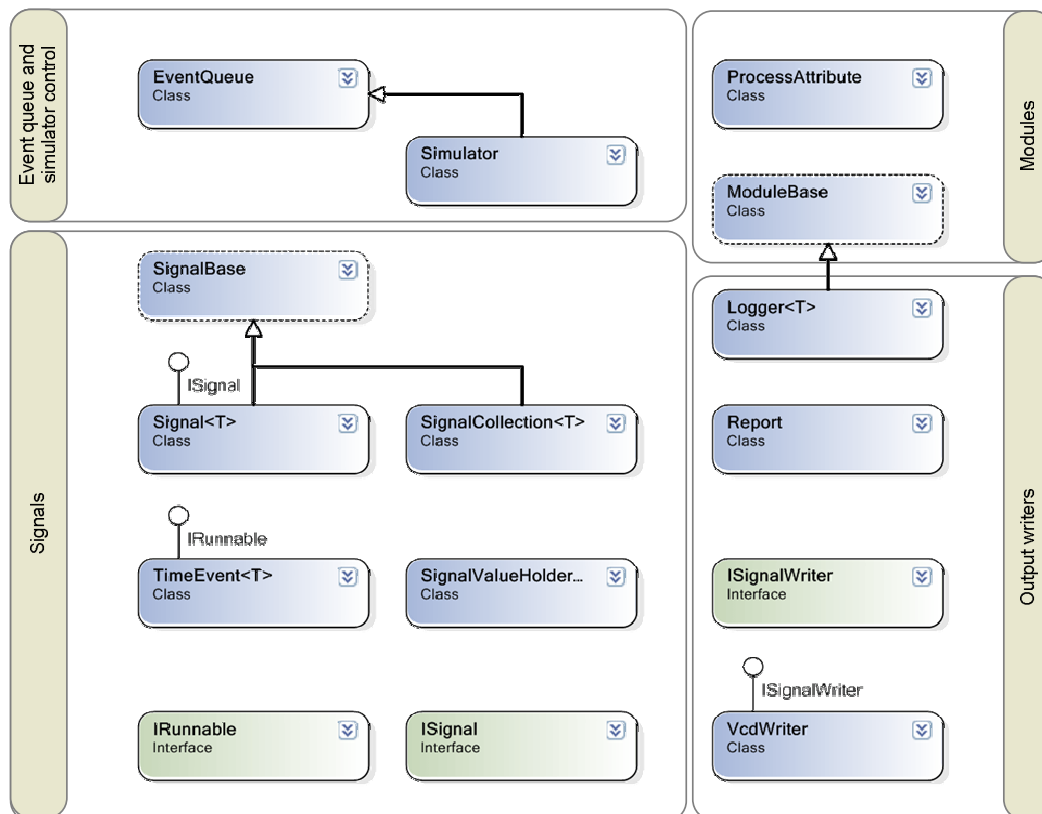 Event queue and
simulator control
EventQueue
Class
Simulator
Class
ProcessAttribute
Class
ModuleBase
Class
Modules
Signals
SignalBase
Class
ISignal
Signal<T>
Class
SignalCollection<T>
Class
IRunnable
TimeEvent<T>
Class
SignalValueHolder...
Class
IRunnable
Interface
ISignal
Interface
Logger<T>
Class
Report
Class
ISignalWriter
Interface
ISignalWriter
VcdWriter
Class
Output writers